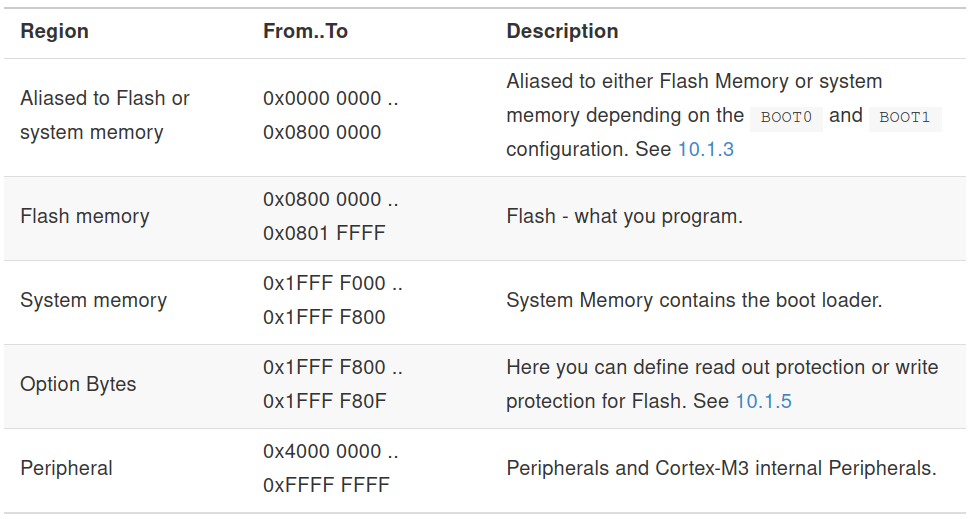 Region From..To Description
Aliased to Flash or system memory 0x0000 0000 .. 0x0800 0000 Aliased to either Flash Memory or system memory depending on the BOOT0 and BOOT1 configuration. See 10.1.3
Flash memory 0x0800 0000 .. 0x0801 FFFF Flash - what you program.
System memory 0x1FFF F000 .. 0x1FFF F800 System Memory contains the boot loader.
Option Bytes 0x1FFF F800 .. 0x1FFF F80F Here you can define read out protection or write protection for Flash. See 10.1.5
Peripheral 0x4000 0000 .. 0xFFFF FFFF Peripherals and Cortex-M3 internal Peripherals.